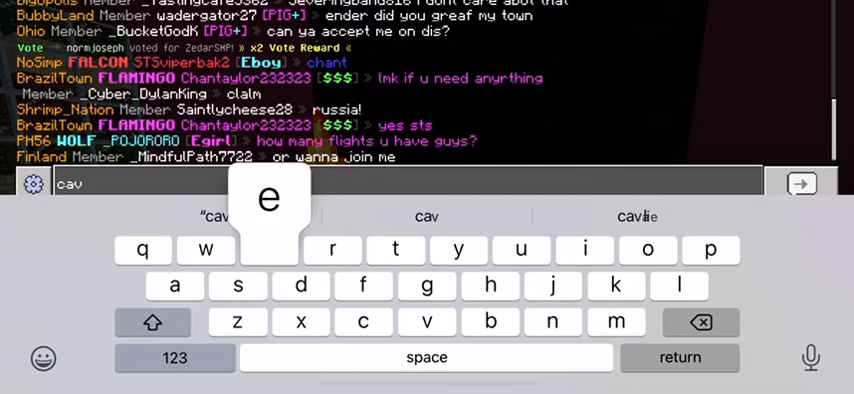 BubbyLand Member wadergator27 [PIG+] » ender did you greaf my town
Ohio Member _BucketGodK [PIG+] » can ya accept me on dis?
Vote → normjoseph voted for ZedarSMP! » x2 Vote Reward «
NoSimp FALCON STSviperbak2 [Eboy] » chant
BrazilTown FLAMINGO Chantaylor232323 [$$$] » lmk if u need anyrthing
Member _Cyber_DylanKing » clalm
Shrimp_Nation Member Saintlycheese28 » russia!
BrazilTown FLAMINGO Chantaylor232323 [$$$] » yes sts
PH56 WOLF _POJORORO [Egirl] » how many flights u have guys?
Finland Member _MindfulPath7722 » or wanna join me
cav
e
"cav cav
q w r t y u i o p
a s d f g h j k l
z x c v b n m
123 space return